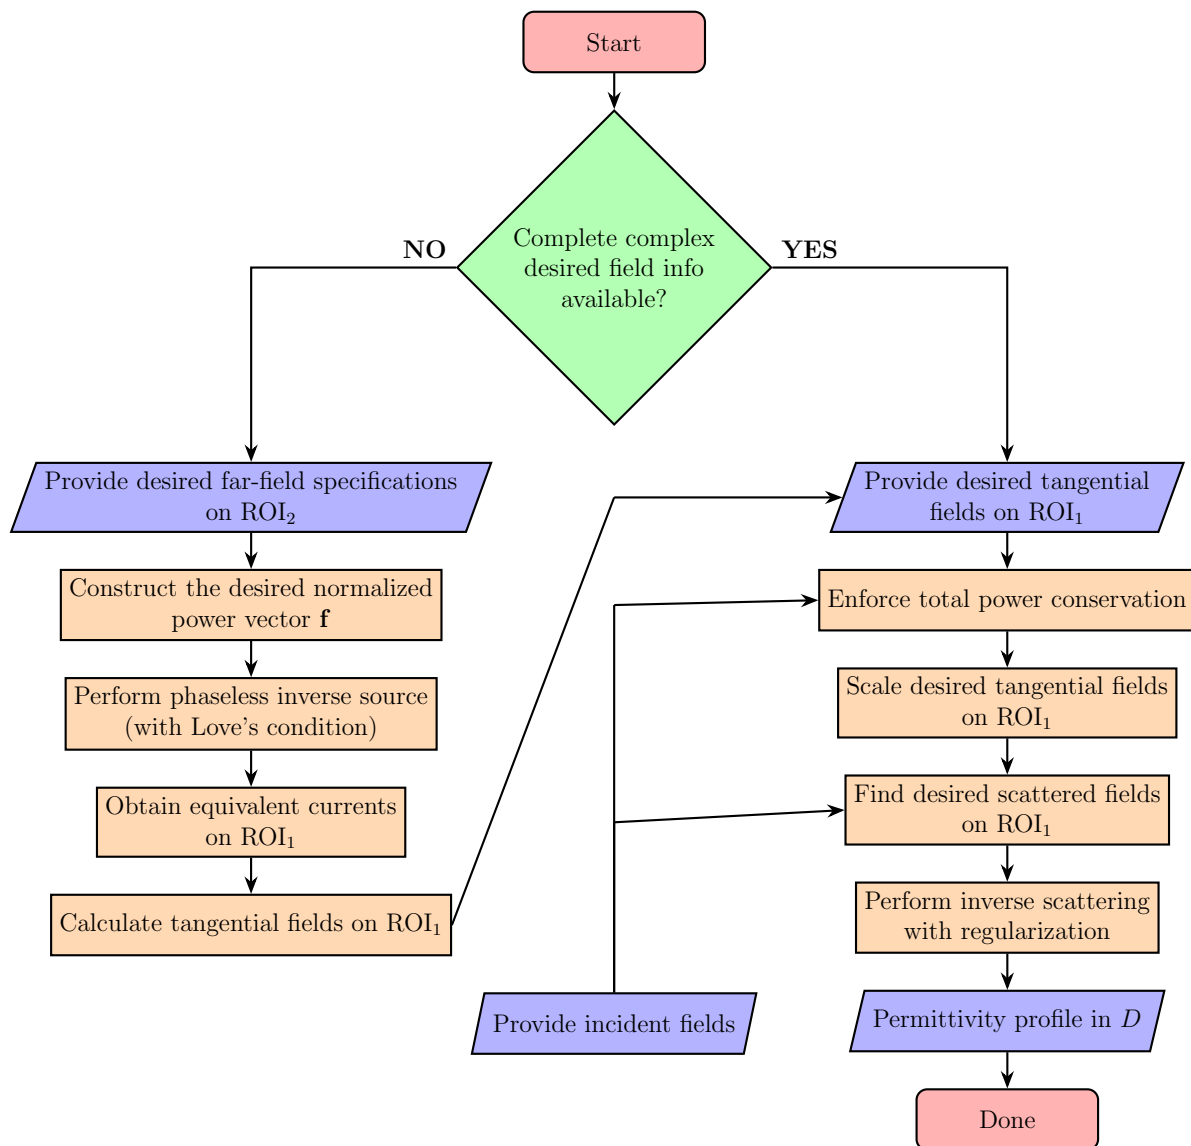 Start
Complete complex
desired field info
available?
NO
YES
Provide desired far-field specifications
on ROI₂
Construct the desired normalized
power vector f
Perform phaseless inverse source
(with Love's condition)
Obtain equivalent currents
on ROI₁
Calculate tangential fields on ROI₁
Provide desired tangential
fields on ROI₁
Enforce total power conservation
Scale desired tangential fields
on ROI₁
Find desired scattered fields
on ROI₁
Perform inverse scattering
with regularization
Provide incident fields
Permittivity profile in D
Done